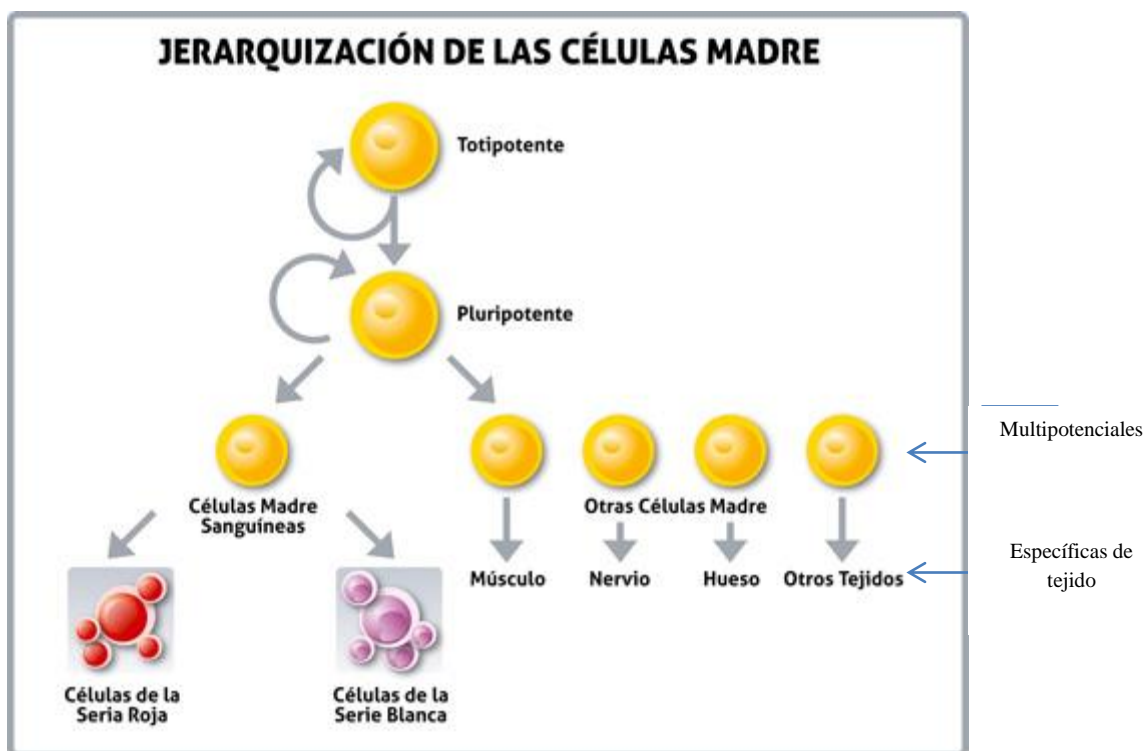 JERARQUIZACIÓN DE LAS CÉLULAS MADRE
Totipotente
Pluripotente
Multipotenciales
Células Madre
Sanguíneas
Otras Células Madre
Músculo
Nervio
Hueso
Otros Tejidos
Específicas de
tejido
Células de la
Seria Roja
Células de la
Serie Blanca